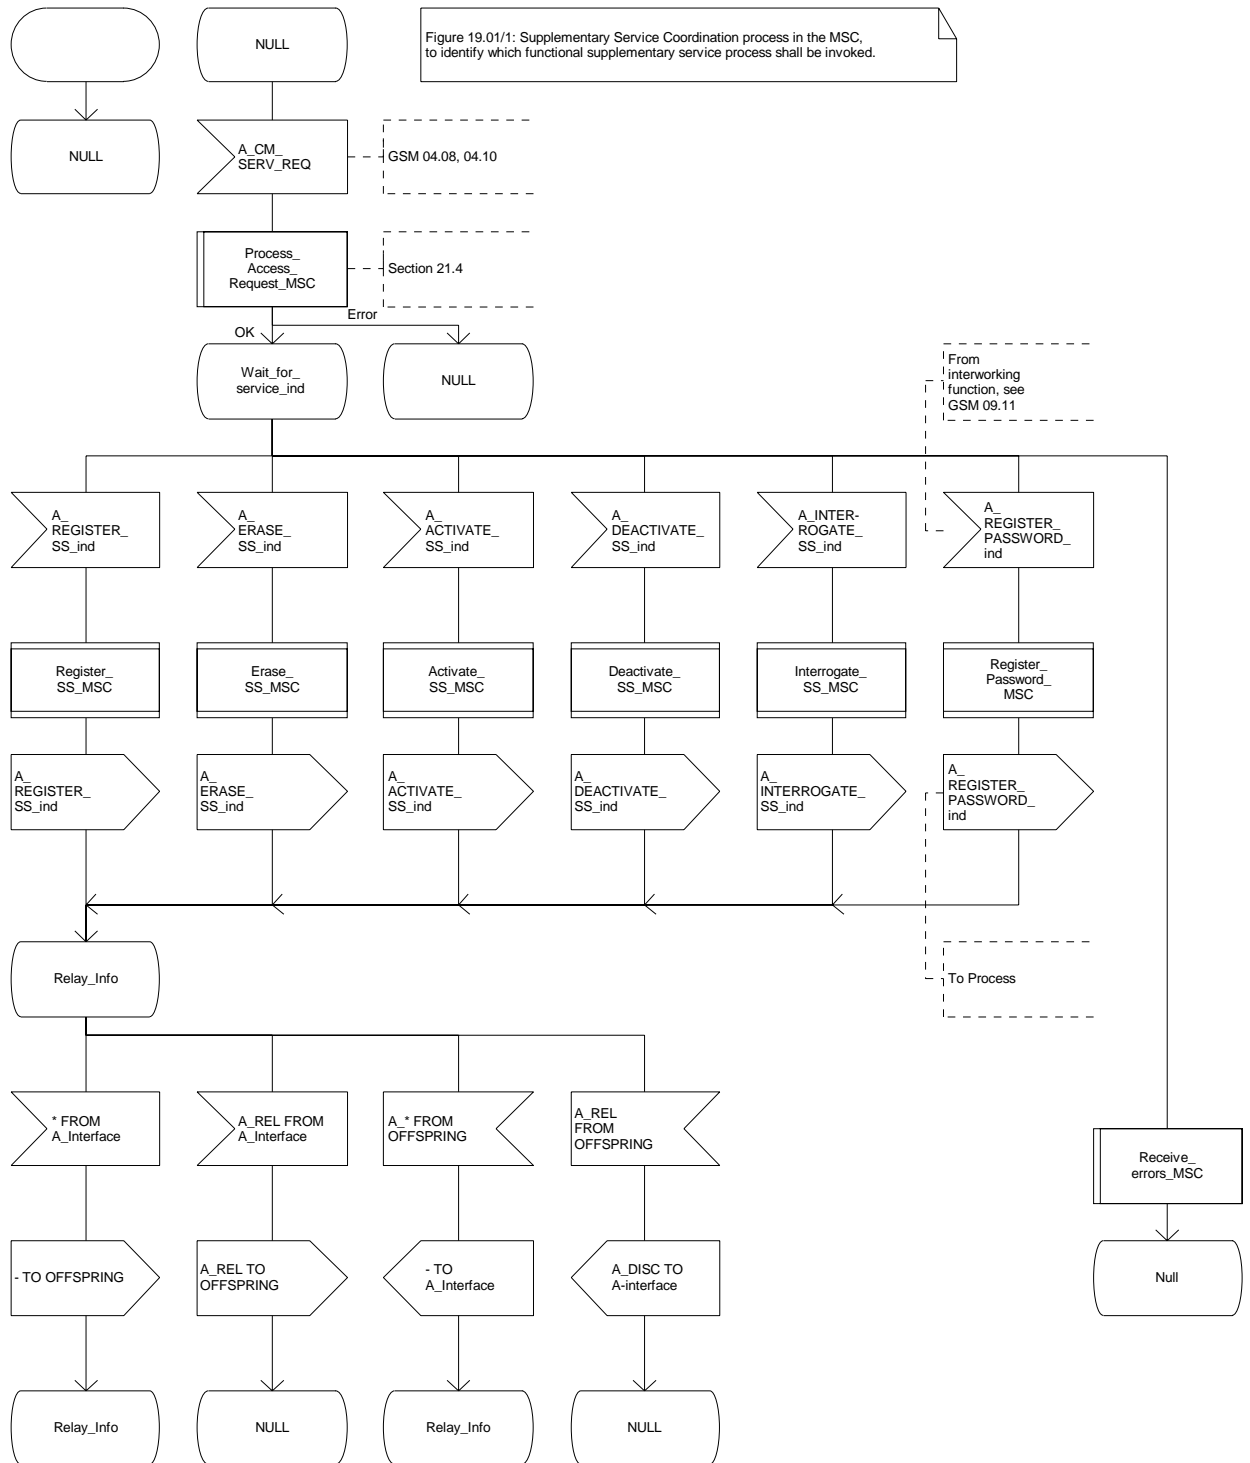 NULL
Figure 19.01/1: Supplementary Service Coordination process in the MSC,
to identify which functional supplementary service process shall be invoked.
NULL
A_CM_
SERV_REQ
GSM 04.08, 04.10
Process_
Access_
Request_MSC
Section 21.4
Error
OK
Wait_for_
service_ind
NULL
From
interworking
function, see
GSM 09.11
A_
REGISTER_
SS_ind
A_
ERASE_
SS_ind
A_
ACTIVATE_
SS_ind
A_
DEACTIVATE_
SS_ind
A_INTER-
ROGATE_
SS_ind
A_
REGISTER_
PASSWORD_
ind
Register_
SS_MSC
Erase_
SS_MSC
Activate_
SS_MSC
Deactivate_
SS_MSC
Interrogate_
SS_MSC
Register_
Password_
MSC
A_
REGISTER_
SS_ind
A_
ERASE_
SS_ind
A_
ACTIVATE_
SS_ind
A_
DEACTIVATE_
SS_ind
A_
INTERROGATE_
SS_ind
A_
REGISTER_
PASSWORD_
ind
Relay_Info
To Process
* FROM
A_Interface
A_REL FROM
A_Interface
A_* FROM
OFFSPRING
A_REL
FROM
OFFSPRING
Receive_
errors_MSC
- TO OFFSPRING
A_REL TO
OFFSPRING
- TO
A_Interface
A_DISC TO
A-interface
Null
Relay_Info
NULL
Relay_Info
NULL